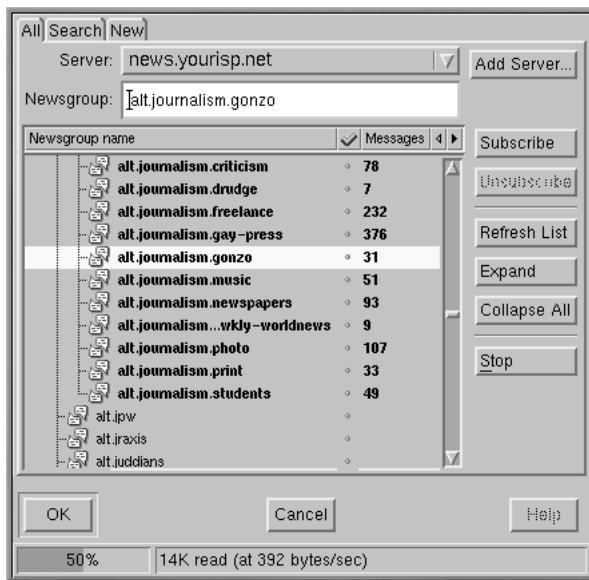 All Search New
Server: news.yourisp.net Add Server...
Newsgroup: alt.journalism.gonzo
Newsgroup name Messages
Subscribe
alt.journalism.criticism 78
alt.journalism.drudge 7
Unsubscribe
alt.journalism.freelance 232
alt.journalism.gay-press 376
Refresh List
alt.journalism.gonzo 31
alt.journalism.music 51
Expand
alt.journalism.newspapers 93
Collapse All
alt.journalism...wkly-worldnews 9
alt.journalism.photo 107
Stop
alt.journalism.print 33
alt.journalism.students 49
alt.jpw
alt.jraxis
alt.juddians
OK Cancel Help
50% 14K read (at 392 bytes/sec)